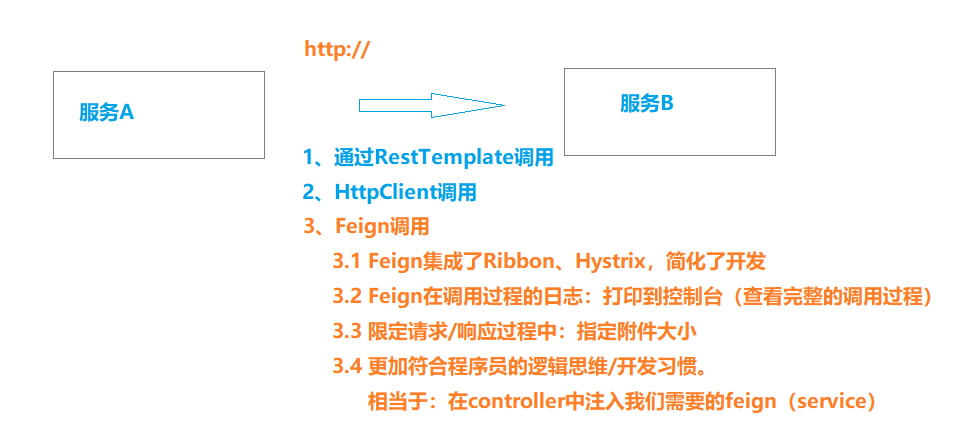 http://
服务A
服务B
1、通过RestTemplate调用
2、HttpClient调用
3、Feign调用
3.1 Feign集成了Ribbon、Hystrix，简化了开发
3.2 Feign在调用过程的日志：打印到控制台（查看完整的调用过程）
3.3 限定请求/响应过程中：指定附件大小
3.4 更加符合程序员的逻辑思维/开发习惯。
相当于：在controller中注入我们需要的feign（service）